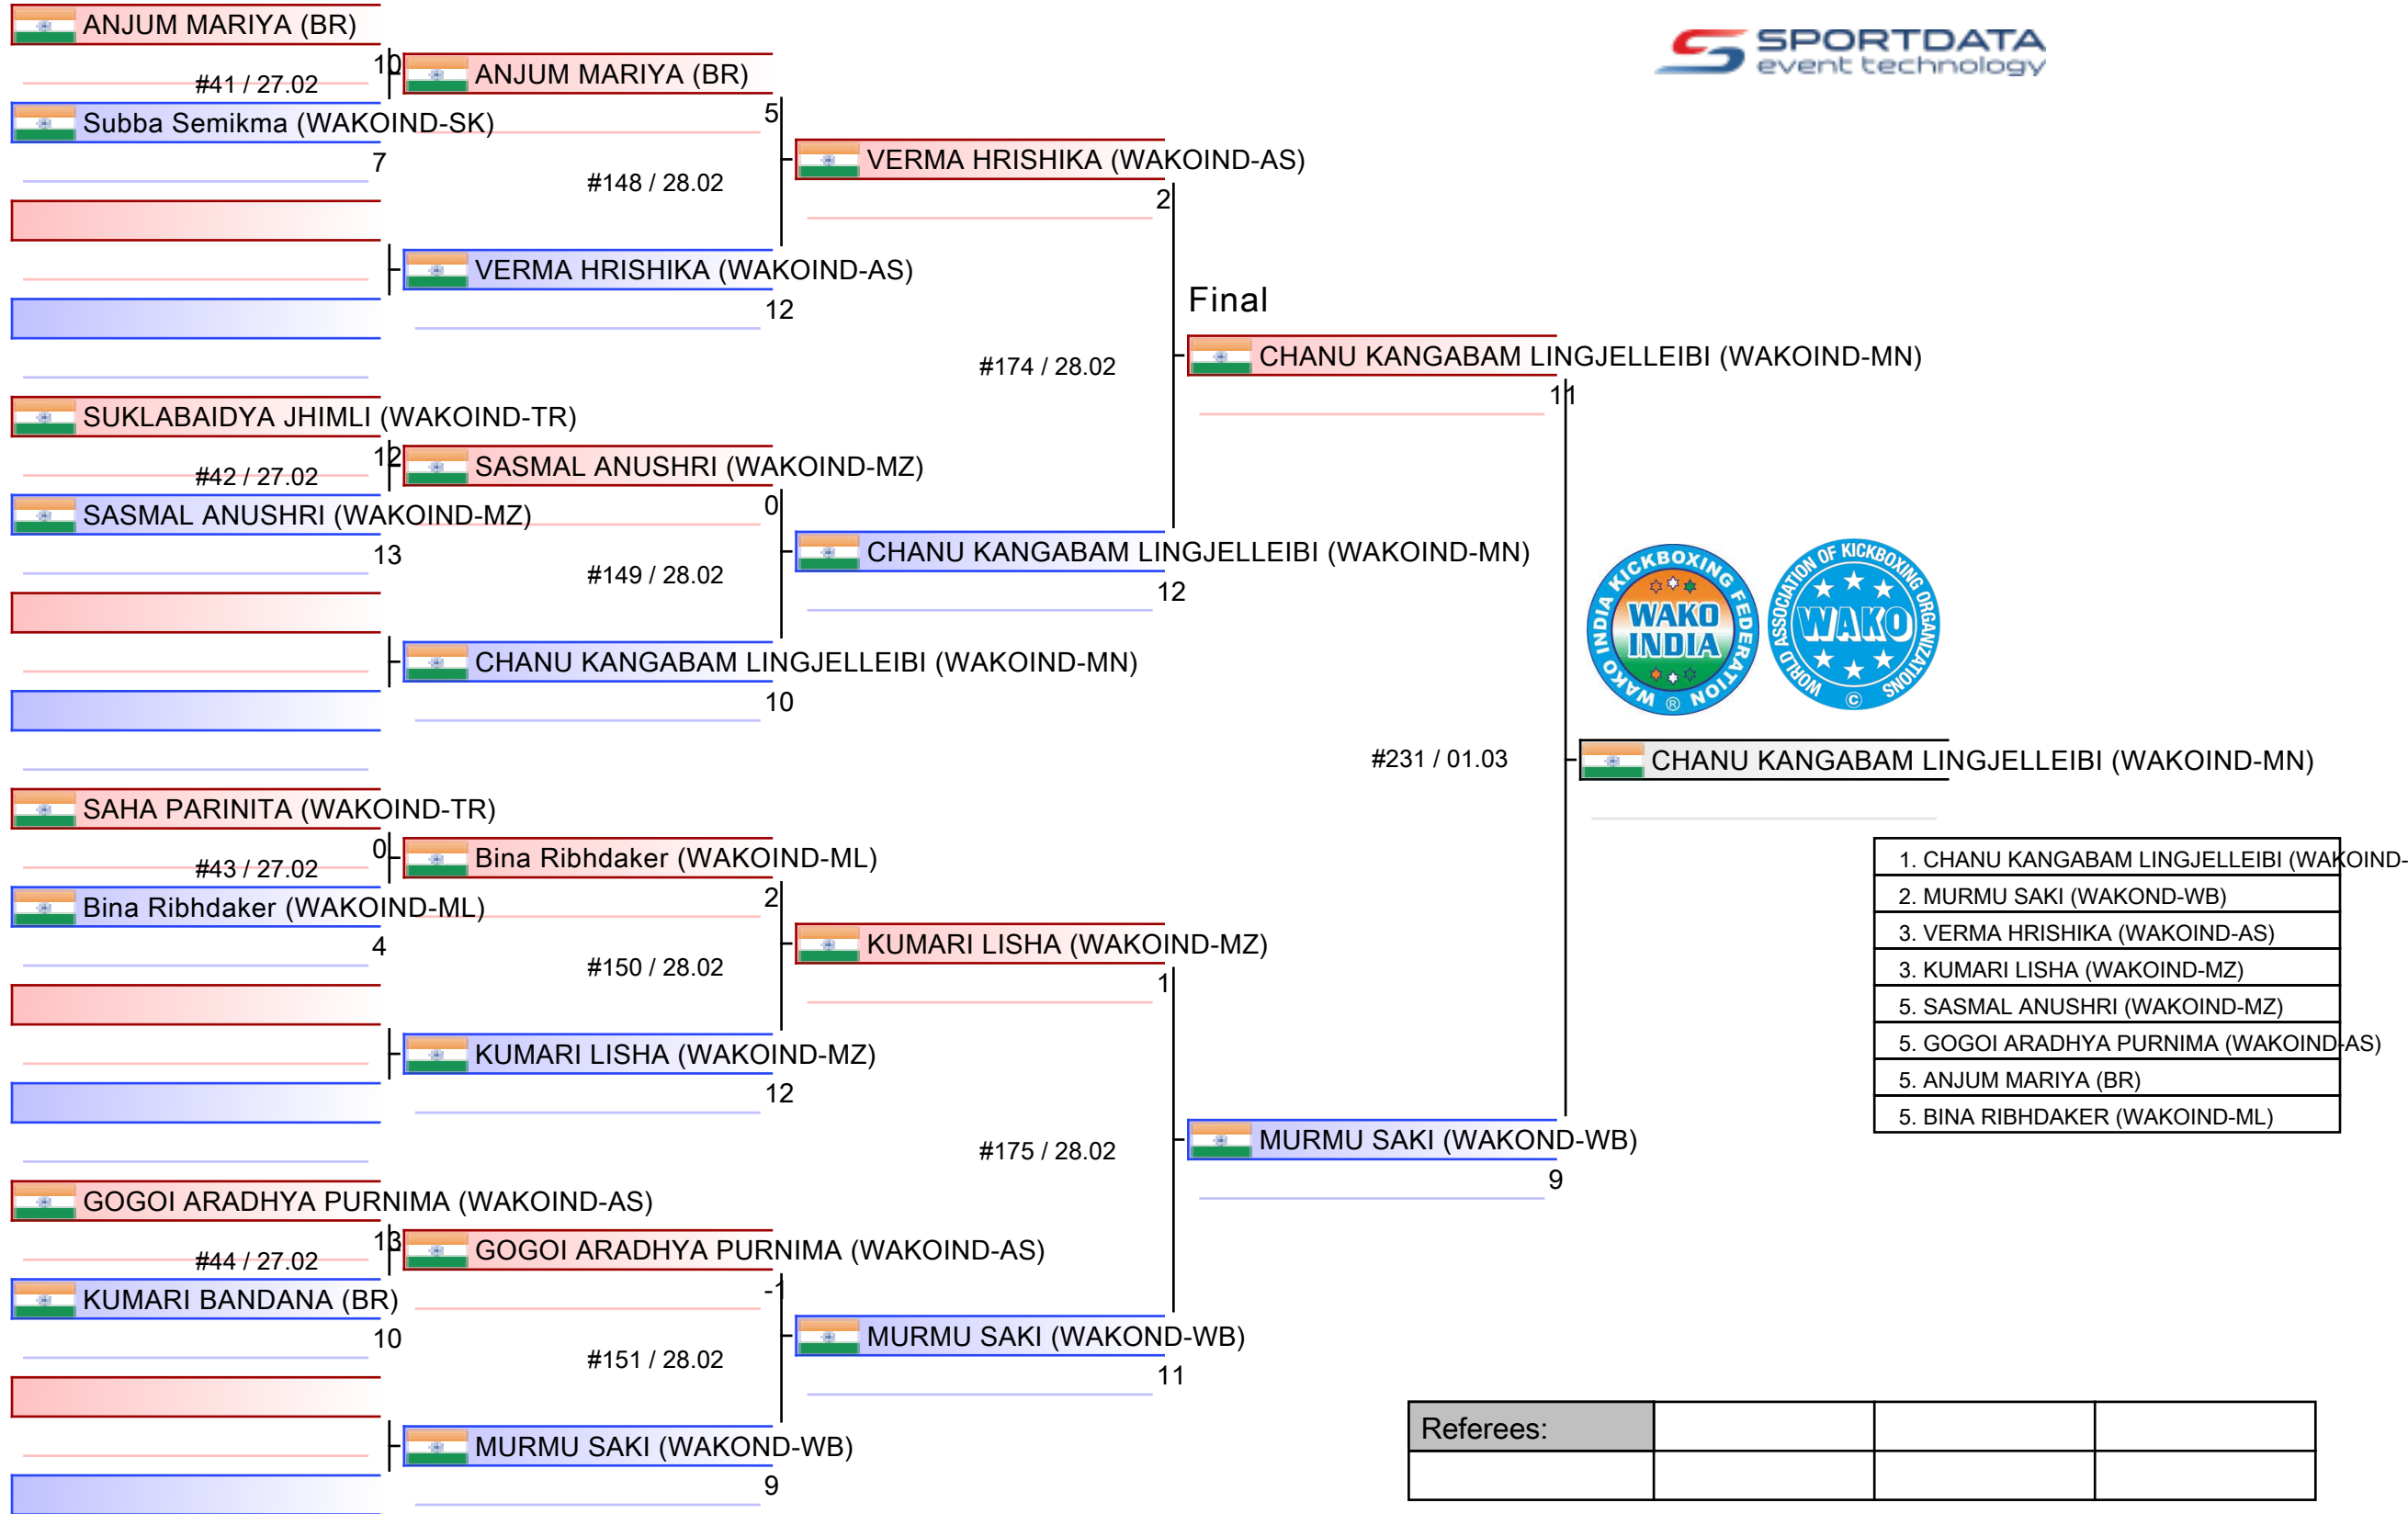 SPORTDATA
event technology
ANJUM MARIYA (BR)
10
#41 / 27.02
Subba Semikma (WAKOIND-SK)
7
SUKLABAIDYA JHIMLI (WAKOIND-TR)
12
#42 / 27.02
SASMAL ANUSHRI (WAKOIND-MZ)
13
SAHA PARINITA (WAKOIND-TR)
0
#43 / 27.02
Bina Ribhdaker (WAKOIND-ML)
4
GOGOI ARADHYA PURNIMA (WAKOIND-AS)
13
#44 / 27.02
KUMARI BANDANA (BR)
10
ANJUM MARIYA (BR)
5
#148 / 28.02
VERMA HRISHIKA (WAKOIND-AS)
12
SASMAL ANUSHRI (WAKOIND-MZ)
0
#149 / 28.02
CHANU KANGABAM LINGJELLEIBI (WAKOIND-MN)
10
Bina Ribhdaker (WAKOIND-ML)
2
#150 / 28.02
KUMARI LISHA (WAKOIND-MZ)
12
GOGOI ARADHYA PURNIMA (WAKOIND-AS)
-1
#151 / 28.02
MURMU SAKI (WAKOND-WB)
9
VERMA HRISHIKA (WAKOIND-AS)
2
#174 / 28.02
CHANU KANGABAM LINGJELLEIBI (WAKOIND-MN)
12
KUMARI LISHA (WAKOIND-MZ)
1
#175 / 28.02
MURMU SAKI (WAKOND-WB)
11
Final
CHANU KANGABAM LINGJELLEIBI (WAKOIND-MN)
11
#231 / 01.03
MURMU SAKI (WAKOND-WB)
9
WAKO INDIA KICKBOXING FEDERATION
WAKO
INDIA
®
WORLD ASSOCIATION OF KICKBOXING ORGANIZATIONS
WAKO
©
CHANU KANGABAM LINGJELLEIBI (WAKOIND-MN)
1. CHANU KANGABAM LINGJELLEIBI (WAKOIND-
2. MURMU SAKI (WAKOND-WB)
3. VERMA HRISHIKA (WAKOIND-AS)
3. KUMARI LISHA (WAKOIND-MZ)
5. SASMAL ANUSHRI (WAKOIND-MZ)
5. GOGOI ARADHYA PURNIMA (WAKOIND-AS)
5. ANJUM MARIYA (BR)
5. BINA RIBHDAKER (WAKOIND-ML)
Referees: